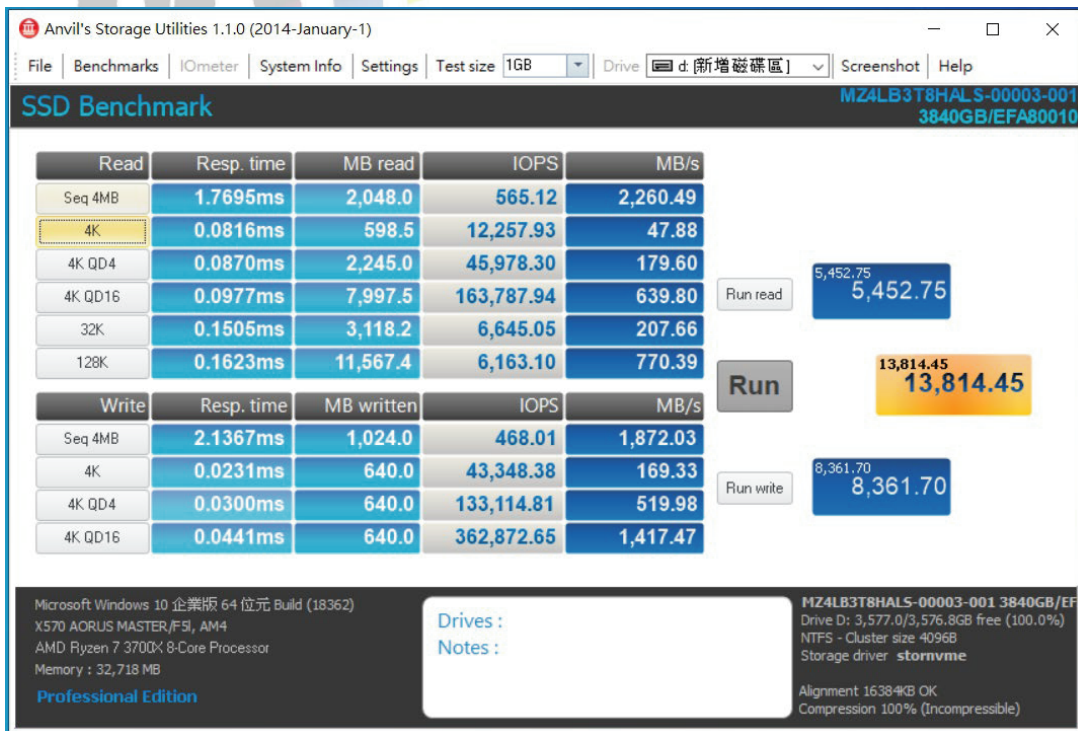 Anvil's Storage Utilities 1.1.0 (2014-January-1)
File Benchmarks IOmeter System Info Settings Test size 1GB Drive d: [新增磁碟區] Screenshot Help
SSD Benchmark
MZ4LB3T8HALS-00003-001
3840GB/EFA80010
Read Resp. time MB read IOPS MB/s
Seq 4MB 1.7695ms 2,048.0 565.12 2,260.49
4K 0.0816ms 598.5 12,257.93 47.88
4K QD4 0.0870ms 2,245.0 45,978.30 179.60
4K QD16 0.0977ms 7,997.5 163,787.94 639.80
32K 0.1505ms 3,118.2 6,645.05 207.66
128K 0.1623ms 11,567.4 6,163.10 770.39
Run read
5,452.75
5,452.75
Run
13,814.45
13,814.45
Write Resp. time MB written IOPS MB/s
Seq 4MB 2.1367ms 1,024.0 468.01 1,872.03
4K 0.0231ms 640.0 43,348.38 169.33
4K QD4 0.0300ms 640.0 133,114.81 519.98
4K QD16 0.0441ms 640.0 362,872.65 1,417.47
Run write
8,361.70
8,361.70
Microsoft Windows 10 企業版 64 位元 Build (18362)
X570 AORUS MASTER/F5l, AM4
AMD Ryzen 7 3700X 8-Core Processor
Memory : 32,718 MB
Professional Edition
Drives :
Notes :
MZ4LB3T8HALS-00003-001 3840GB/EF
Drive D: 3,577.0/3,576.8GB free (100.0%)
NTFS - Cluster size 4096B
Storage driver stornvme
Alignment 16384KB OK
Compression 100% (Incompressible)